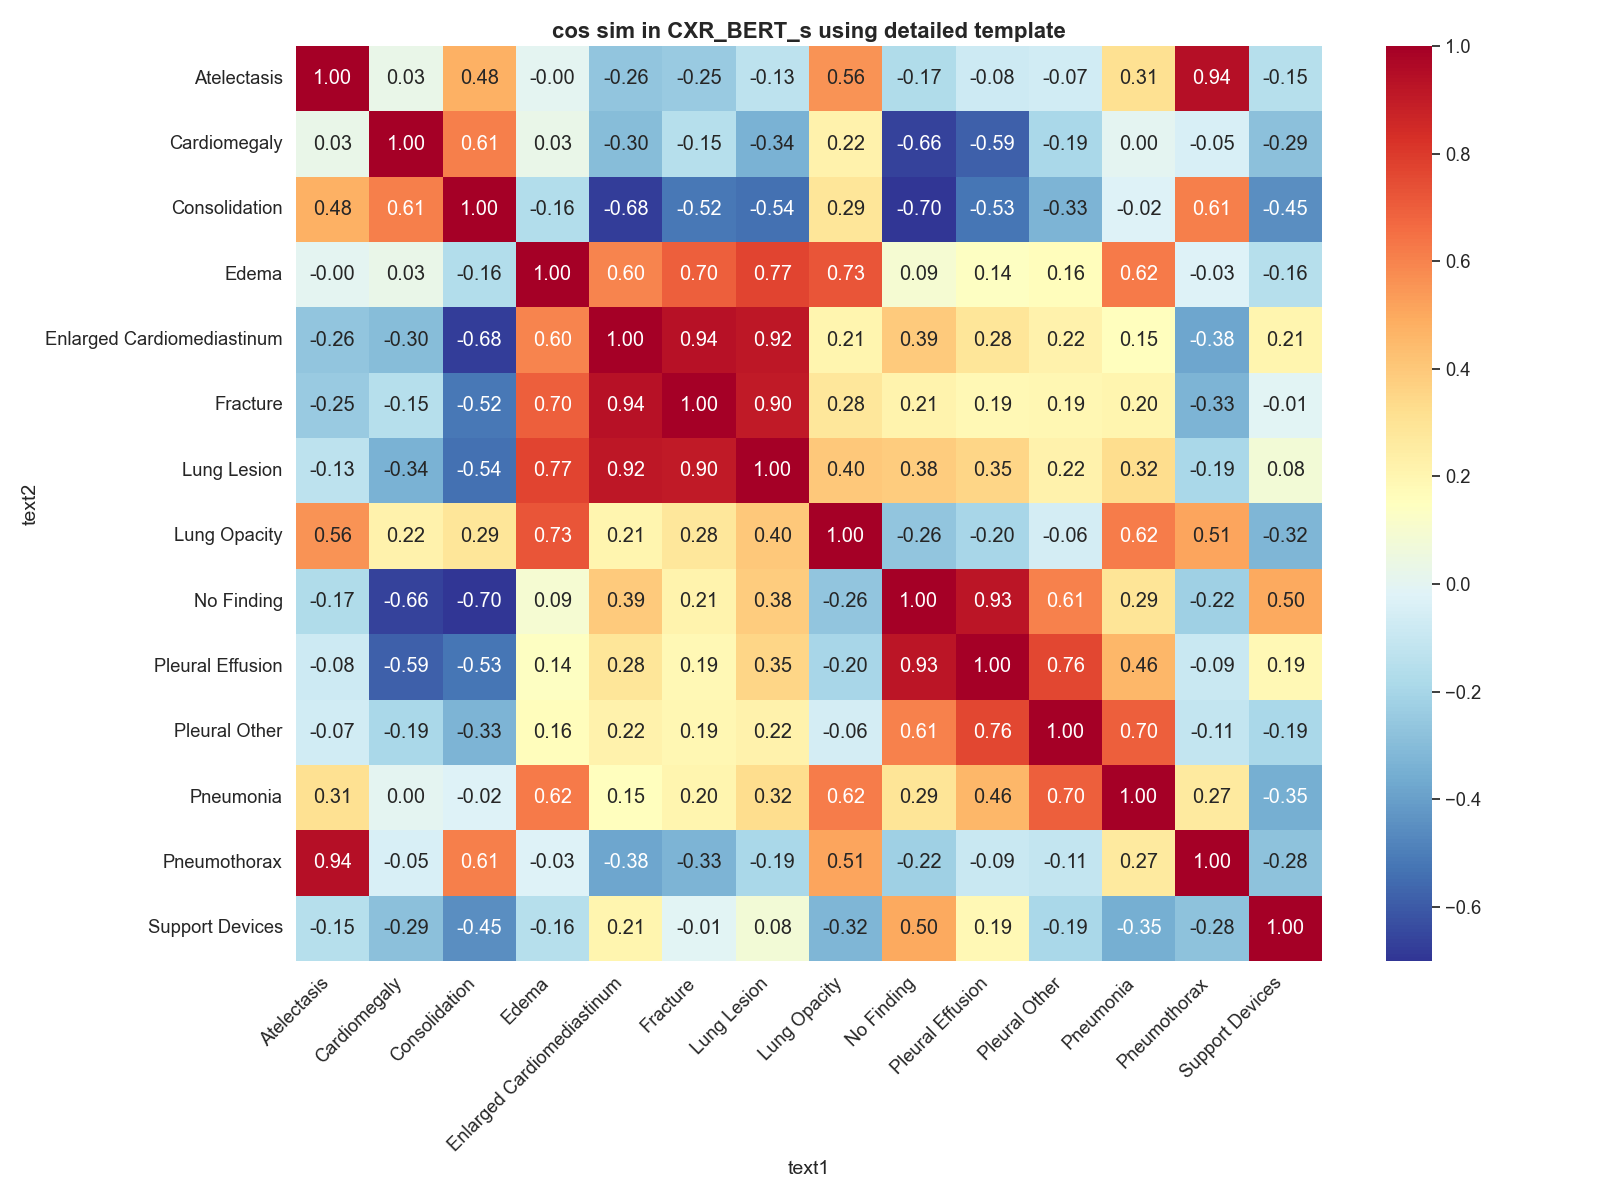 cos sim in CXR_BERT_s using detailed template
Atelectasis 1.00 0.03 0.48 -0.00 -0.26 -0.25 -0.13 0.56 -0.17 -0.08 -0.07 0.31 0.94 -0.15
Cardiomegaly 0.03 1.00 0.61 0.03 -0.30 -0.15 -0.34 0.22 -0.66 -0.59 -0.19 0.00 -0.05 -0.29
Consolidation 0.48 0.61 1.00 -0.16 -0.68 -0.52 -0.54 0.29 -0.70 -0.53 -0.33 -0.02 0.61 -0.45
Edema -0.00 0.03 -0.16 1.00 0.60 0.70 0.77 0.73 0.09 0.14 0.16 0.62 -0.03 -0.16
Enlarged Cardiomediastinum -0.26 -0.30 -0.68 0.60 1.00 0.94 0.92 0.21 0.39 0.28 0.22 0.15 -0.38 0.21
Fracture -0.25 -0.15 -0.52 0.70 0.94 1.00 0.90 0.28 0.21 0.19 0.19 0.20 -0.33 -0.01
Lung Lesion -0.13 -0.34 -0.54 0.77 0.92 0.90 1.00 0.40 0.38 0.35 0.22 0.32 -0.19 0.08
Lung Opacity 0.56 0.22 0.29 0.73 0.21 0.28 0.40 1.00 -0.26 -0.20 -0.06 0.62 0.51 -0.32
No Finding -0.17 -0.66 -0.70 0.09 0.39 0.21 0.38 -0.26 1.00 0.93 0.61 0.29 -0.22 0.50
Pleural Effusion -0.08 -0.59 -0.53 0.14 0.28 0.19 0.35 -0.20 0.93 1.00 0.76 0.46 -0.09 0.19
Pleural Other -0.07 -0.19 -0.33 0.16 0.22 0.19 0.22 -0.06 0.61 0.76 1.00 0.70 -0.11 -0.19
Pneumonia 0.31 0.00 -0.02 0.62 0.15 0.20 0.32 0.62 0.29 0.46 0.70 1.00 0.27 -0.35
Pneumothorax 0.94 -0.05 0.61 -0.03 -0.38 -0.33 -0.19 0.51 -0.22 -0.09 -0.11 0.27 1.00 -0.28
Support Devices -0.15 -0.29 -0.45 -0.16 0.21 -0.01 0.08 -0.32 0.50 0.19 -0.19 -0.35 -0.28 1.00
text2
Atelectasis
Cardiomegaly
Consolidation
Edema
Enlarged Cardiomediastinum
Fracture
Lung Lesion
Lung Opacity
No Finding
Pleural Effusion
Pleural Other
Pneumonia
Pneumothorax
Support Devices
text1
1.0
0.8
0.6
0.4
0.2
0.0
−0.2
−0.4
−0.6